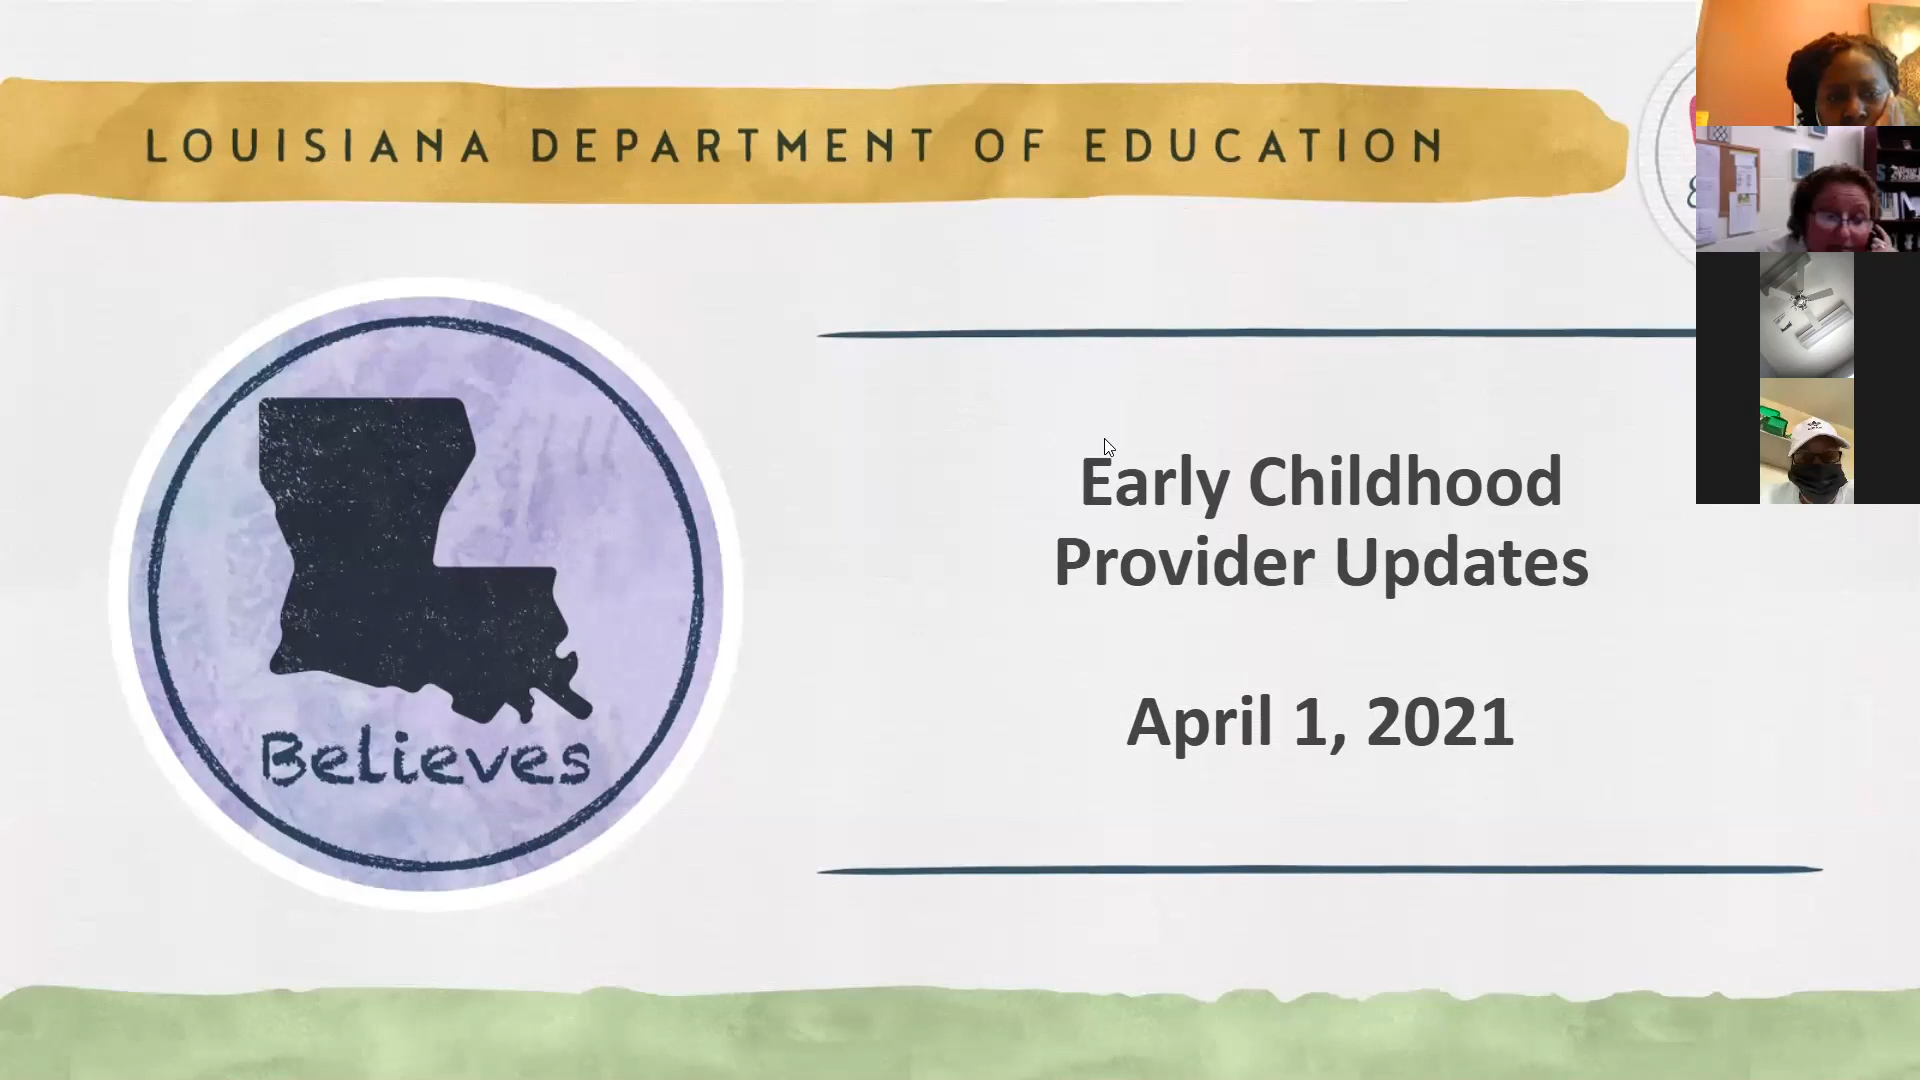 LOUISIANA DEPARTMENT OF EDUCATION
Believes
Early Childhood
Provider Updates
April 1, 2021